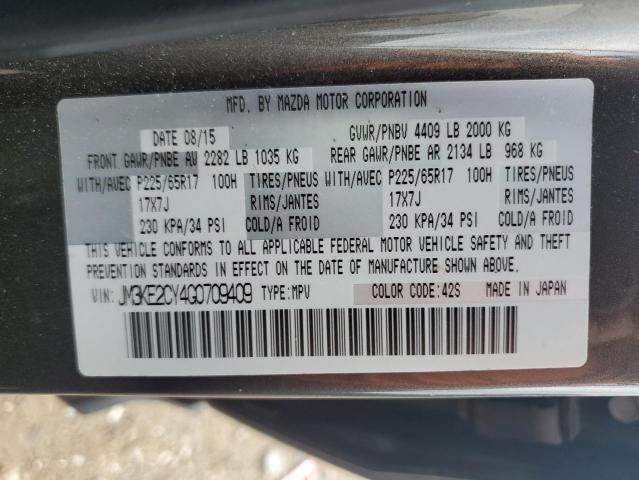 MFD. BY MAZDA MOTOR CORPORATION
DATE 08/15 GVWR/PNBV 4409 LB 2000 KG
FRONT GAWR/PNBE AV 2282 LB 1035 KG REAR GAWR/PNBE AR 2134 LB 968 KG
WITH/AVEC P225/65R17 100H TIRES/PNEUS WITH/AVEC P225/65R17 100H TIRES/PNEUS
17X7J RIMS/JANTES 17X7J RIMS/JANTES
230 KPA/34 PSI COLD/A FROID 230 KPA/34 PSI COLD/A FROID
THIS VEHICLE CONFORMS TO ALL APPLICABLE FEDERAL MOTOR VEHICLE SAFETY AND THEFT
PREVENTION STANDARDS IN EFFECT ON THE DATE OF MANUFACTURE SHOWN ABOVE.
VIN: JM3KE2CY4G0709409 TYPE:MPV COLOR CODE:42S MADE IN JAPAN